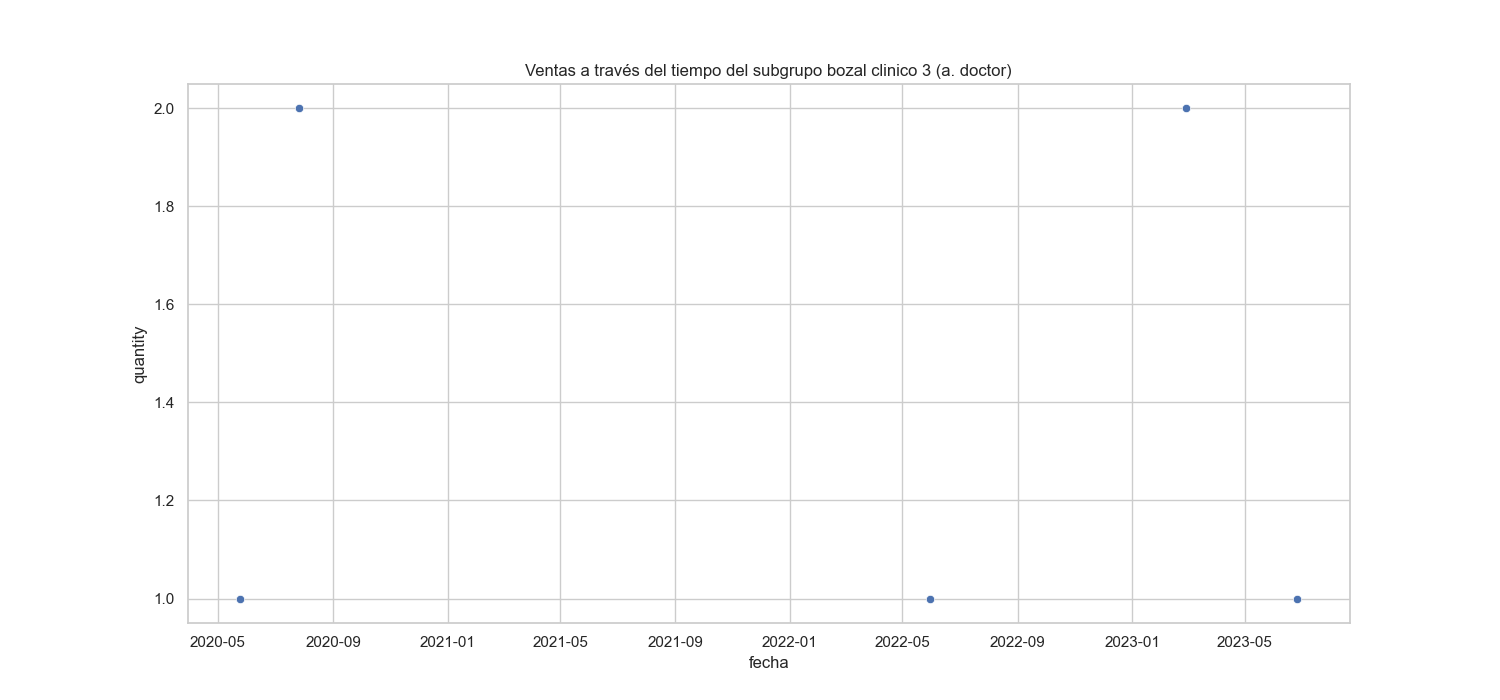 Ventas a través del tiempo del subgrupo bozal clinico 3 (a. doctor)
2.0
1.8
1.6
1.4
1.2
1.0
quantity
2020-05 2020-09 2021-01 2021-05 2021-09 2022-01 2022-05 2022-09 2023-01 2023-05
fecha